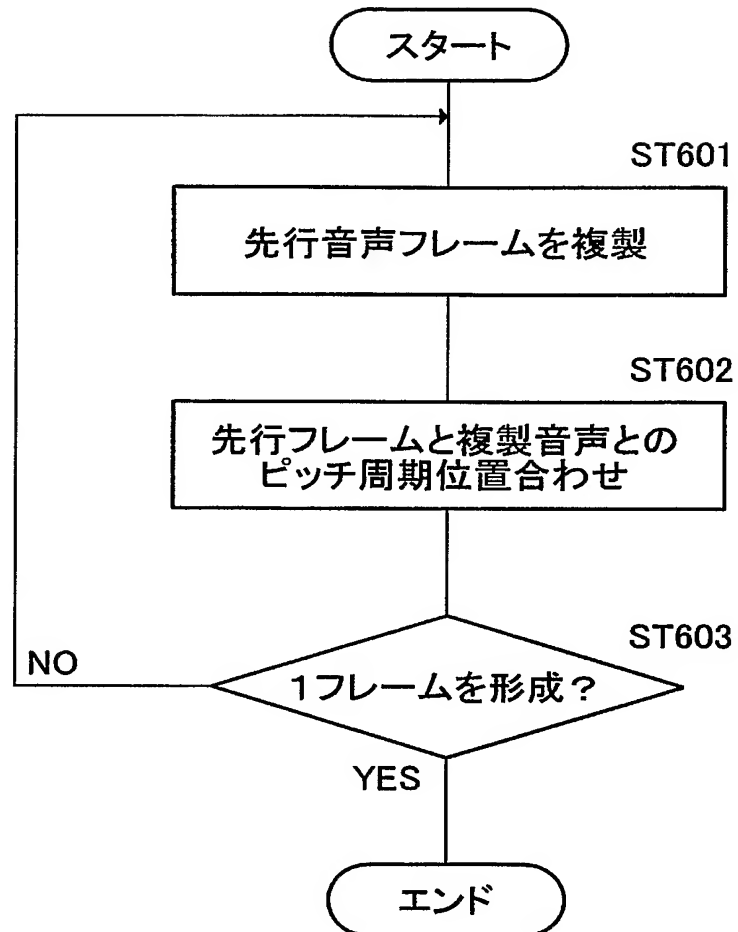 スタート
ST601
先行音声フレームを複製
ST602
先行フレームと複製音声との
ピッチ周期位置合わせ
ST603
NO
1フレームを形成？
YES
エンド